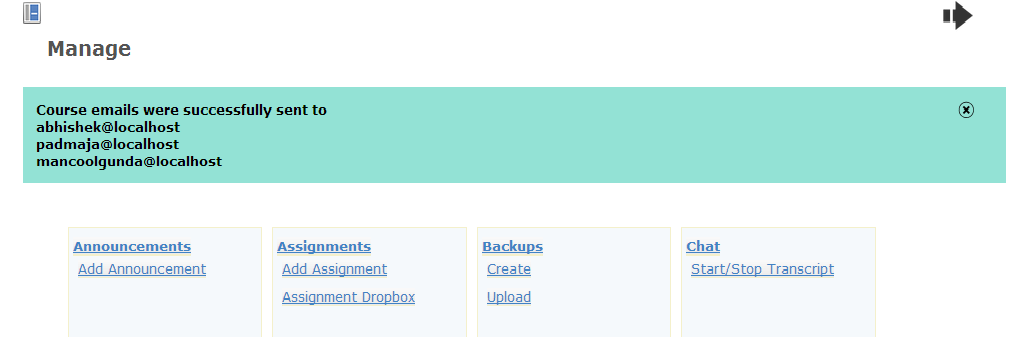 Manage
Course emails were successfully sent to
abhishek@localhost
padmaja@localhost
mancoolgunda@localhost
Announcements
Add Announcement
Assignments
Add Assignment
Assignment Dropbox
Backups
Create
Upload
Chat
Start/Stop Transcript